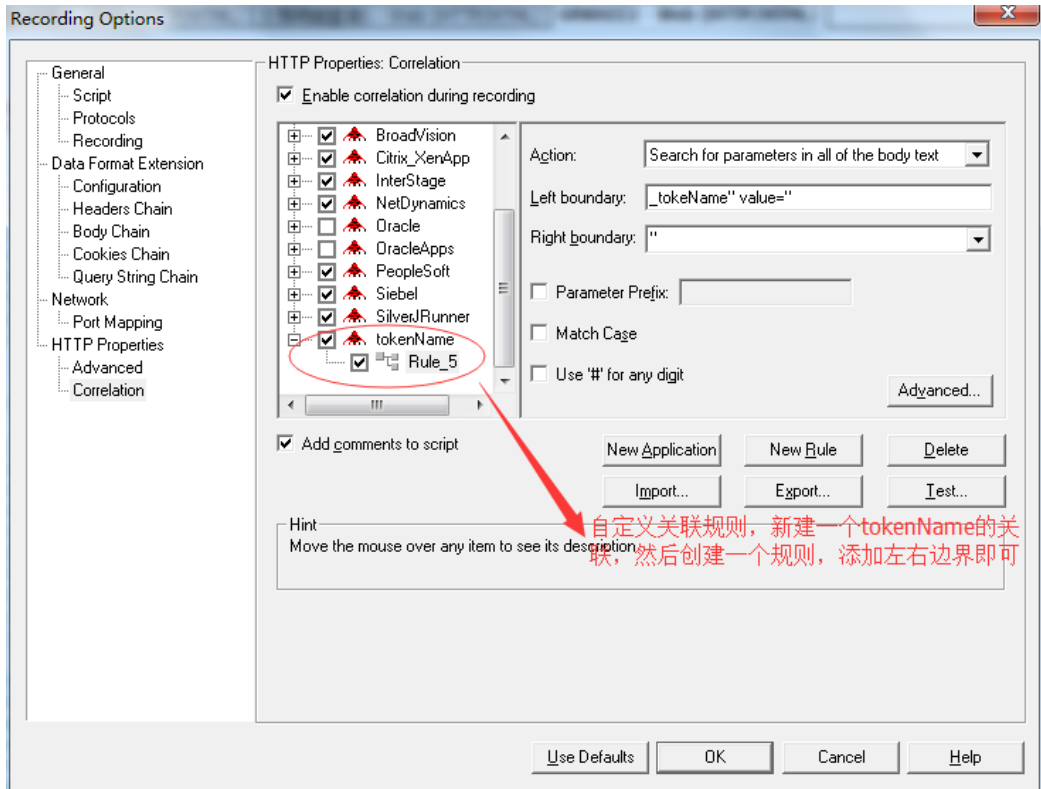 Recording Options
General
Script
Protocols
Recording
Data Format Extension
Configuration
Headers Chain
Body Chain
Cookies Chain
Query String Chain
Network
Port Mapping
HTTP Properties
Advanced
Correlation
HTTP Properties: Correlation
Enable correlation during recording
BroadVision
Citrix_XenApp
InterStage
NetDynamics
Oracle
OracleApps
PeopleSoft
Siebel
SilverJRunner
tokenName
Rule_5
Action:
Search for parameters in all of the body text
Left boundary:
_tokeName" value="
Right boundary:
"
Parameter Prefix:
Match Case
Use '#' for any digit
Advanced...
Add comments to script
New Application
New Rule
Delete
Import...
Export...
Test...
Hint
Move the mouse over any item to see its description.
自定义关联规则，新建一个tokenName的关
联，然后创建一个规则，添加左右边界即可
Use Defaults
OK
Cancel
Help